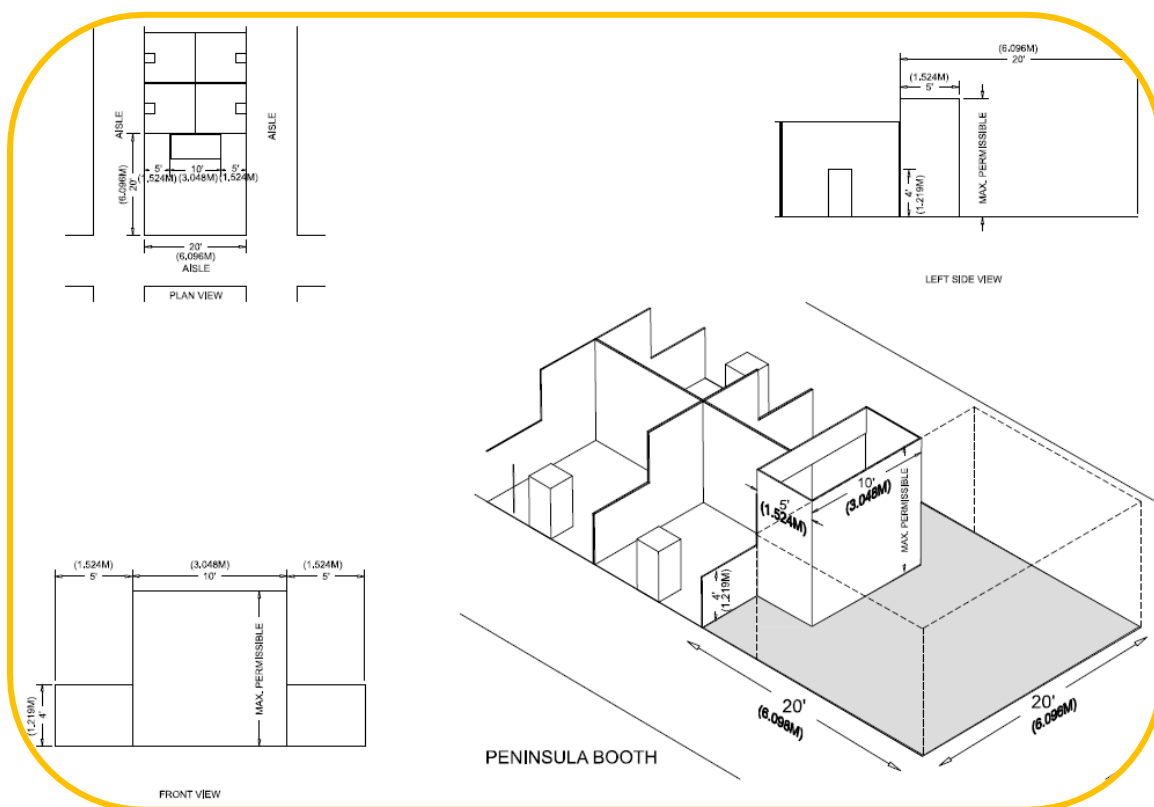 AISLE
AISLE
5' 10' 5'
(1.524M) (3.048M) (1.524M)
20'
(6.096M)
20'
(6.096M)
AISLE
PLAN VIEW
(6.096M)
20'
(1.524M)
5'
MAX. PERMISSIBLE
4'
(1.219M)
LEFT SIDE VIEW
5'
(1.524M)
10'
(3.048M)
MAX. PERMISSIBLE
4'
(1.219M)
20'
(6.098M)
20'
(6.096M)
PENINSULA BOOTH
(1.524M) (3.048M) (1.524M)
5' 10' 5'
MAX. PERMISSIBLE
(1.219M)
4'
FRONT VIEW